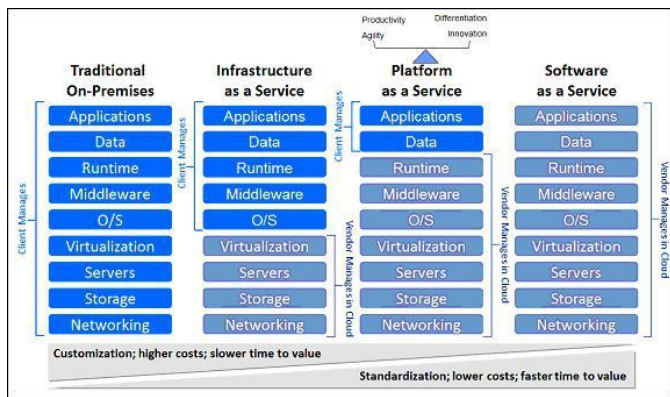 Productivity Differentiation
Agility Innovation
Traditional
On-Premises
Client Manages
Applications
Data
Runtime
Middleware
O/S
Virtualization
Servers
Storage
Networking
Infrastructure
as a Service
Client Manages
Applications
Data
Runtime
Middleware
O/S
Virtualization
Servers
Storage
Networking
Vendor Manages in Cloud
Platform
as a Service
Client Manages
Applications
Data
Runtime
Middleware
O/S
Virtualization
Servers
Storage
Networking
Vendor Manages in Cloud
Software
as a Service
Applications
Data
Runtime
Middleware
O/S
Virtualization
Servers
Storage
Networking
Vendor Manages in Cloud
Customization; higher costs; slower time to value
Standardization; lower costs; faster time to value